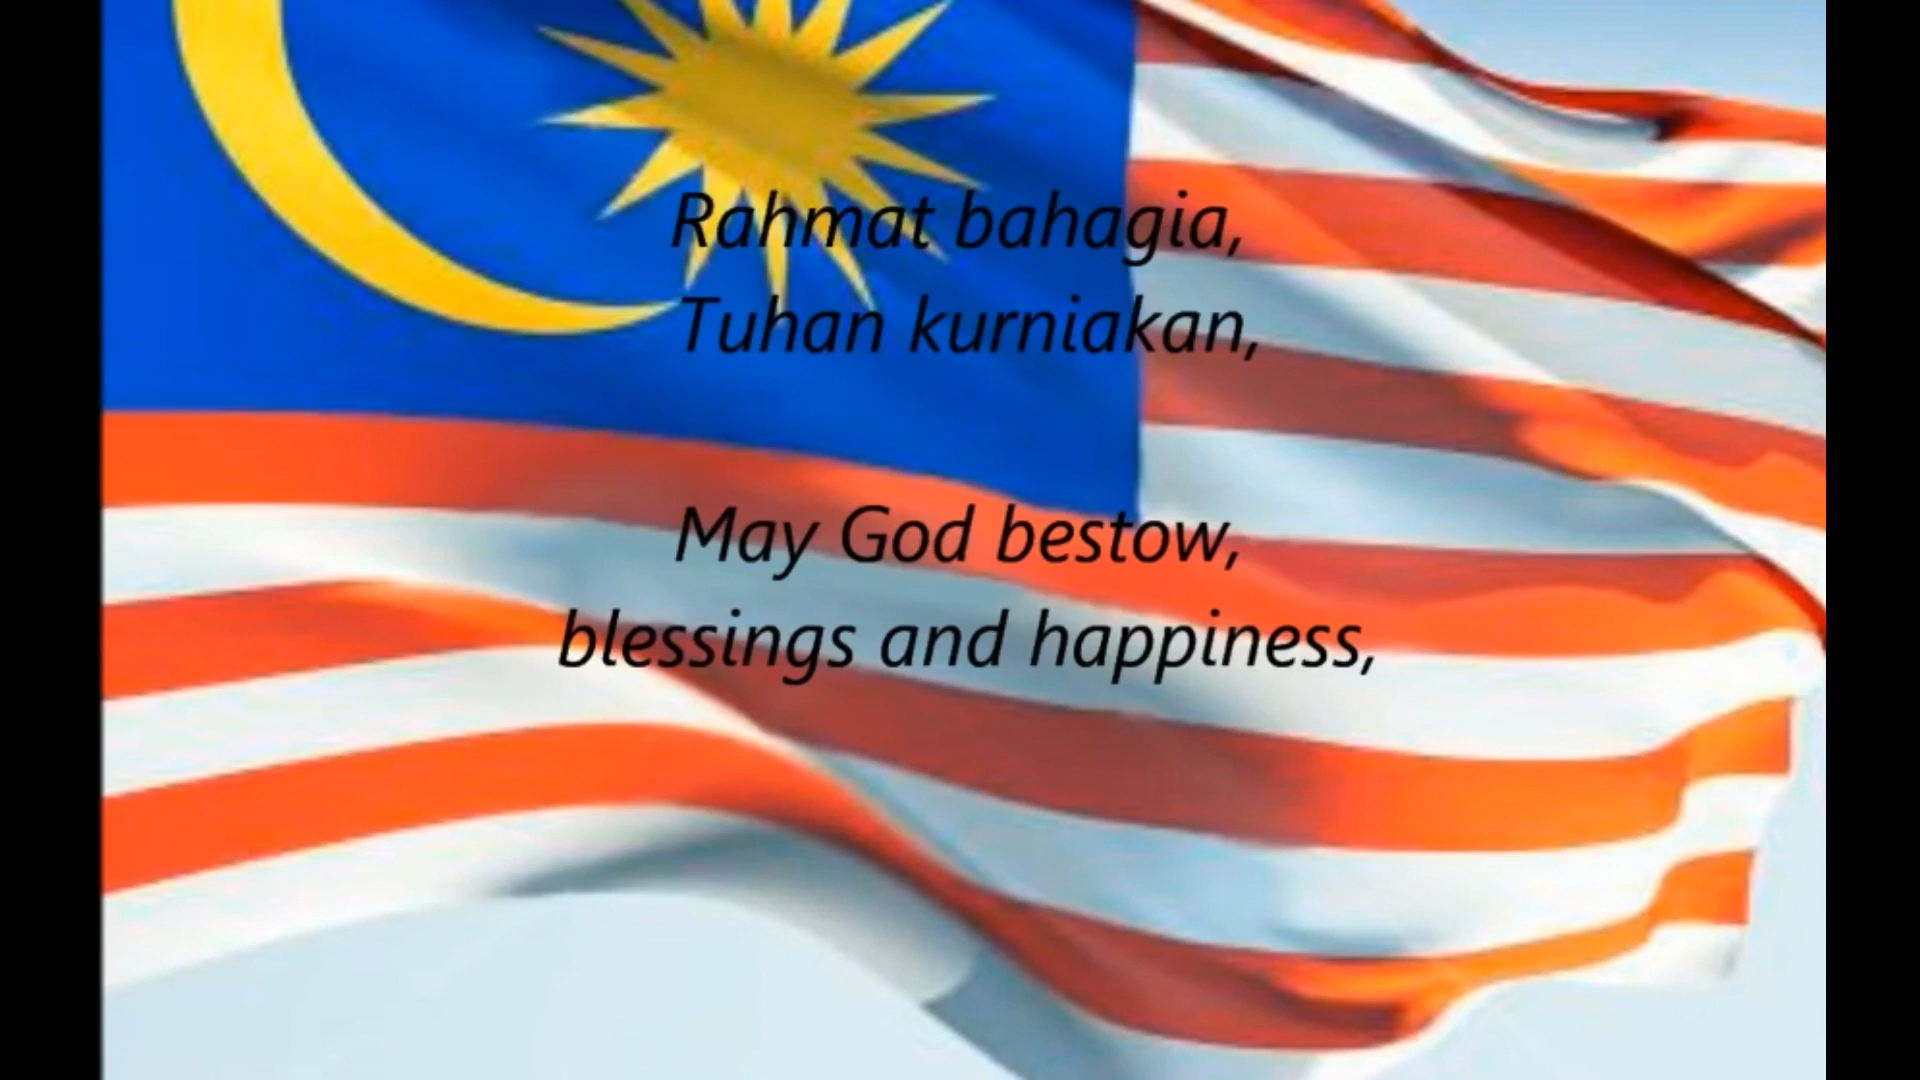 Rahmat bahagia,
Tuhan kurniakan,
May God bestow,
blessings and happiness,